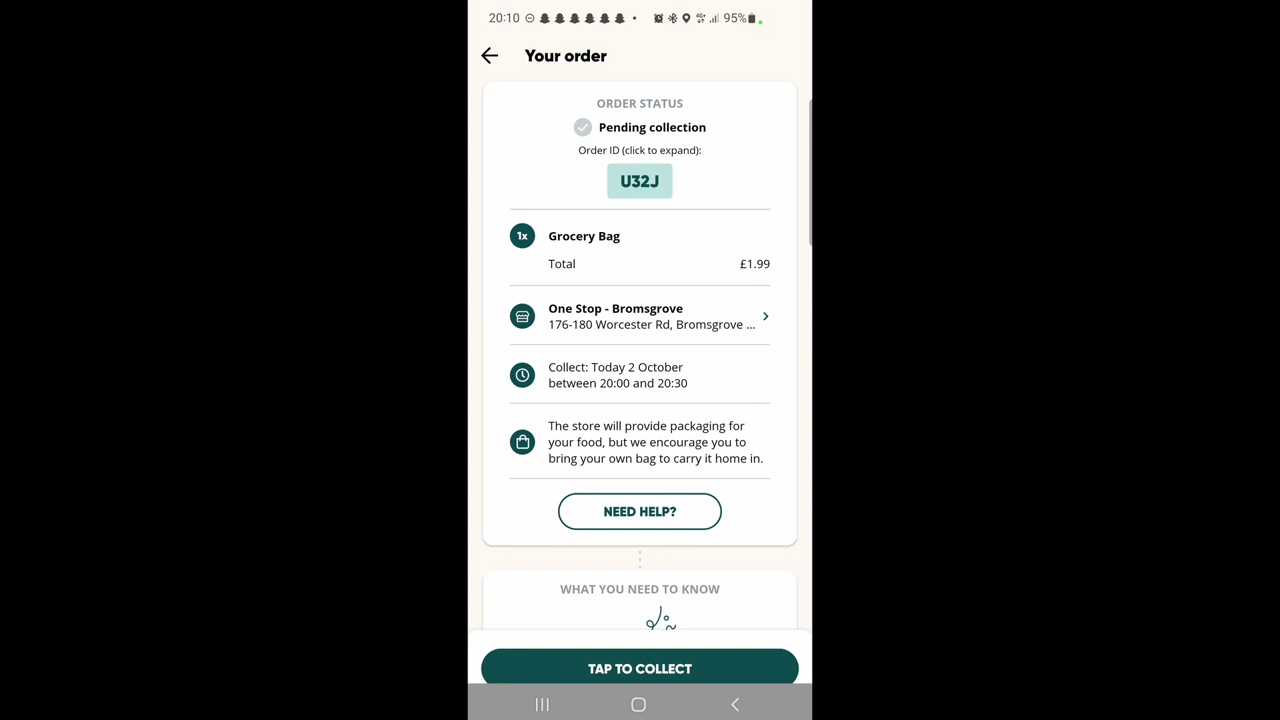 20:10
95%
Your order
ORDER STATUS
Pending collection
Order ID (click to expand):
U32J
1x
Grocery Bag
Total £1.99
One Stop - Bromsgrove
176-180 Worcester Rd, Bromsgrove ...
Collect: Today 2 October
between 20:00 and 20:30
The store will provide packaging for
your food, but we encourage you to
bring your own bag to carry it home in.
NEED HELP?
WHAT YOU NEED TO KNOW
TAP TO COLLECT